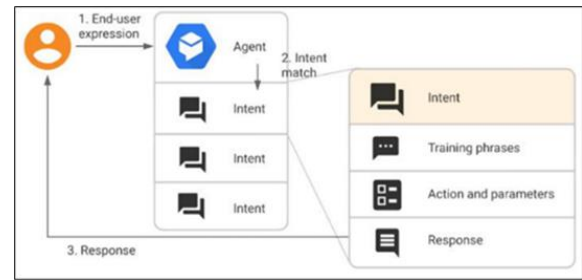 1. End-user
expression
Agent
2. Intent
match
Intent
Intent
Intent
Intent
Training phrases
Action and parameters
Response
3. Response